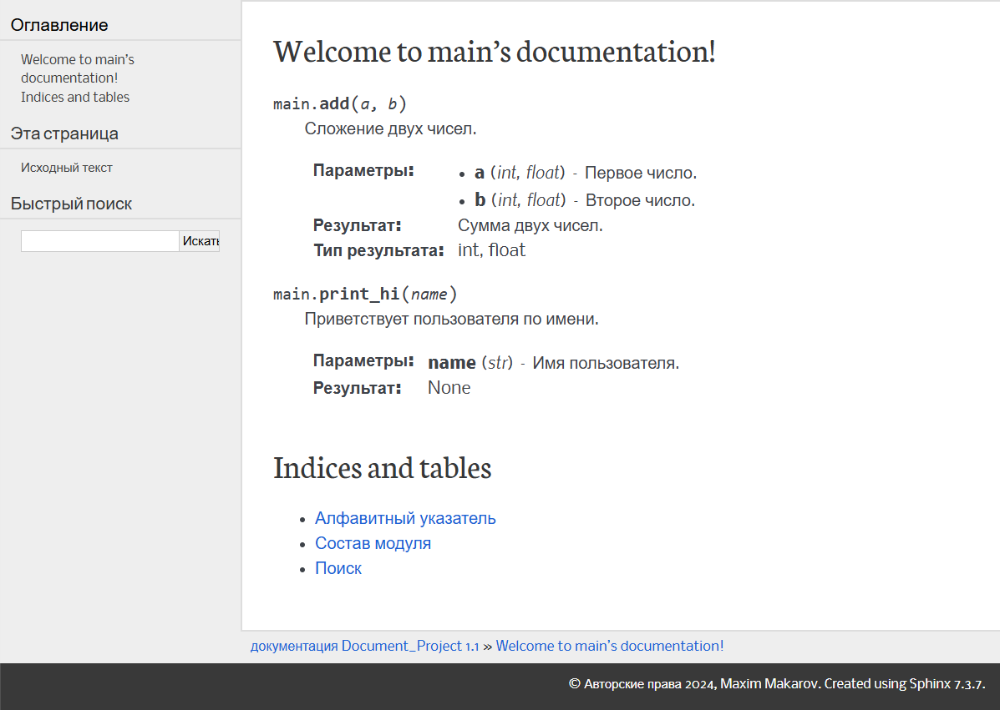 Оглавление
Welcome to main’s
documentation!
Indices and tables
Эта страница
Исходный текст
Быстрый поиск
Искать
Welcome to main’s documentation!
main.add(a, b)
Сложение двух чисел.
Параметры: • a (int, float) - Первое число.
• b (int, float) - Второе число.
Результат: Сумма двух чисел.
Тип результата: int, float
main.print_hi(name)
Приветствует пользователя по имени.
Параметры: name (str) - Имя пользователя.
Результат: None
Indices and tables
• Алфавитный указатель
• Состав модуля
• Поиск
документация Document_Project 1.1 » Welcome to main’s documentation!
© Авторские права 2024, Maxim Makarov. Created using Sphinx 7.3.7.